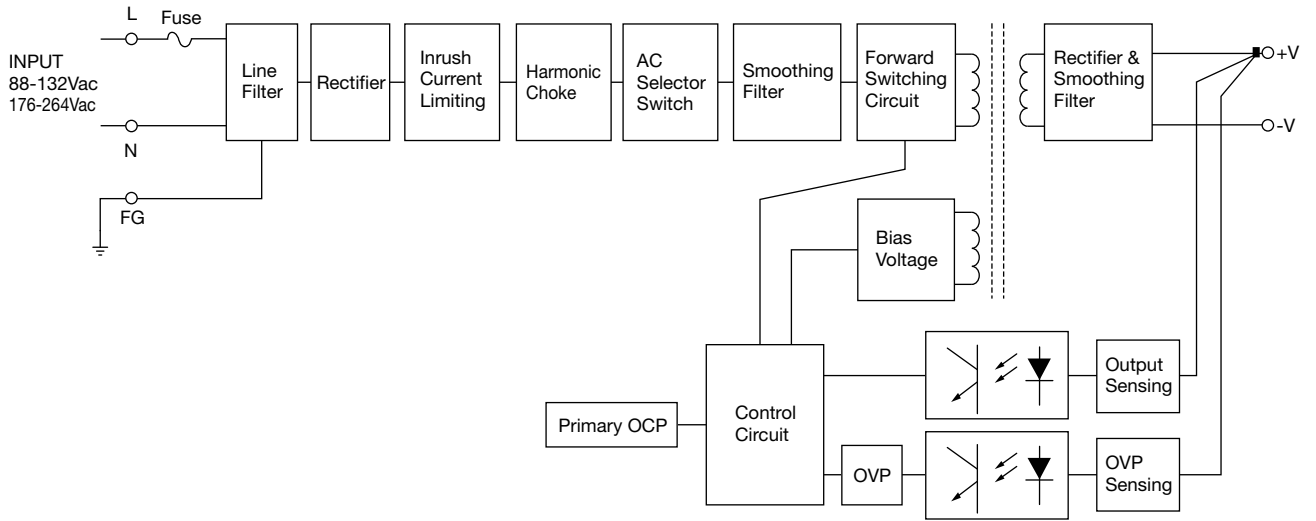 L
Fuse
INPUT
88-132Vac
176-264Vac
N
FG
Line
Filter
Rectifier
Inrush
Current
Limiting
Harmonic
Choke
AC
Selector
Switch
Smoothing
Filter
Forward
Switching
Circuit
Rectifier &
Smoothing
Filter
+V
-V
Bias
Voltage
Primary OCP
Control
Circuit
Output
Sensing
OVP
OVP
Sensing